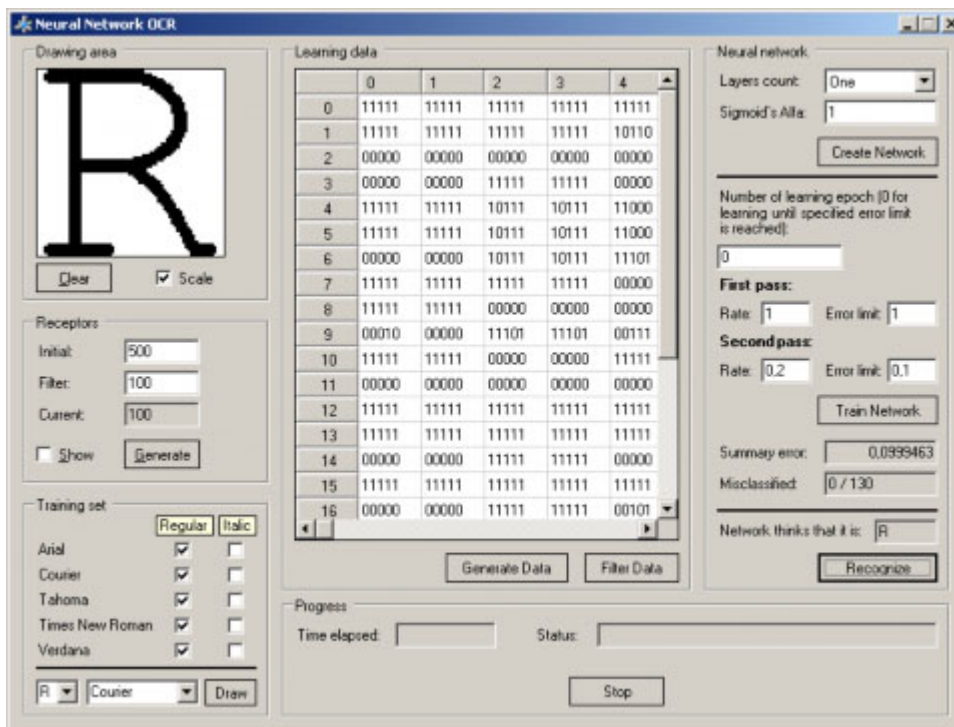 Neural Network OCR
Drawing area
R
Clear
Scale
Receptors
Initial: 500
Filter: 100
Current: 100
Show Generate
Training set
Regular Italic
Arial
Courier
Tahoma
Times New Roman
Verdana
R Courier Draw
Learning data
0 1 2 3 4
0 11111 11111 11111 11111 11111
1 11111 11111 11111 11111 10110
2 00000 00000 00000 00000 00000
3 00000 00000 11111 11111 00000
4 11111 11111 10111 10111 11000
5 11111 11111 10111 10111 11000
6 00000 00000 10111 10111 11101
7 11111 11111 11111 11111 00000
8 11111 11111 00000 00000 00000
9 00010 00000 11101 11101 00111
10 11111 11111 00000 00000 11111
11 00000 00000 00000 00000 00000
12 11111 11111 11111 11111 11111
13 11111 11111 11111 11111 11111
14 00000 00000 11111 11111 00000
15 11111 11111 11111 11111 11111
16 00000 00000 11111 11111 00101
Generate Data Filter Data
Neural network
Layers count: One
Sigmoid's Alfa: 1
Create Network
Number of learning epoch (0 for
learning until specified error limit
is reached):
0
First pass:
Rate: 1 Error limit: 1
Second pass:
Rate: 0,2 Error limit: 0,1
Train Network
Summary error: 0,0999463
Misclassified: 0 / 130
Network thinks that it is: R
Recognize
Progress
Time elapsed: Status:
Stop